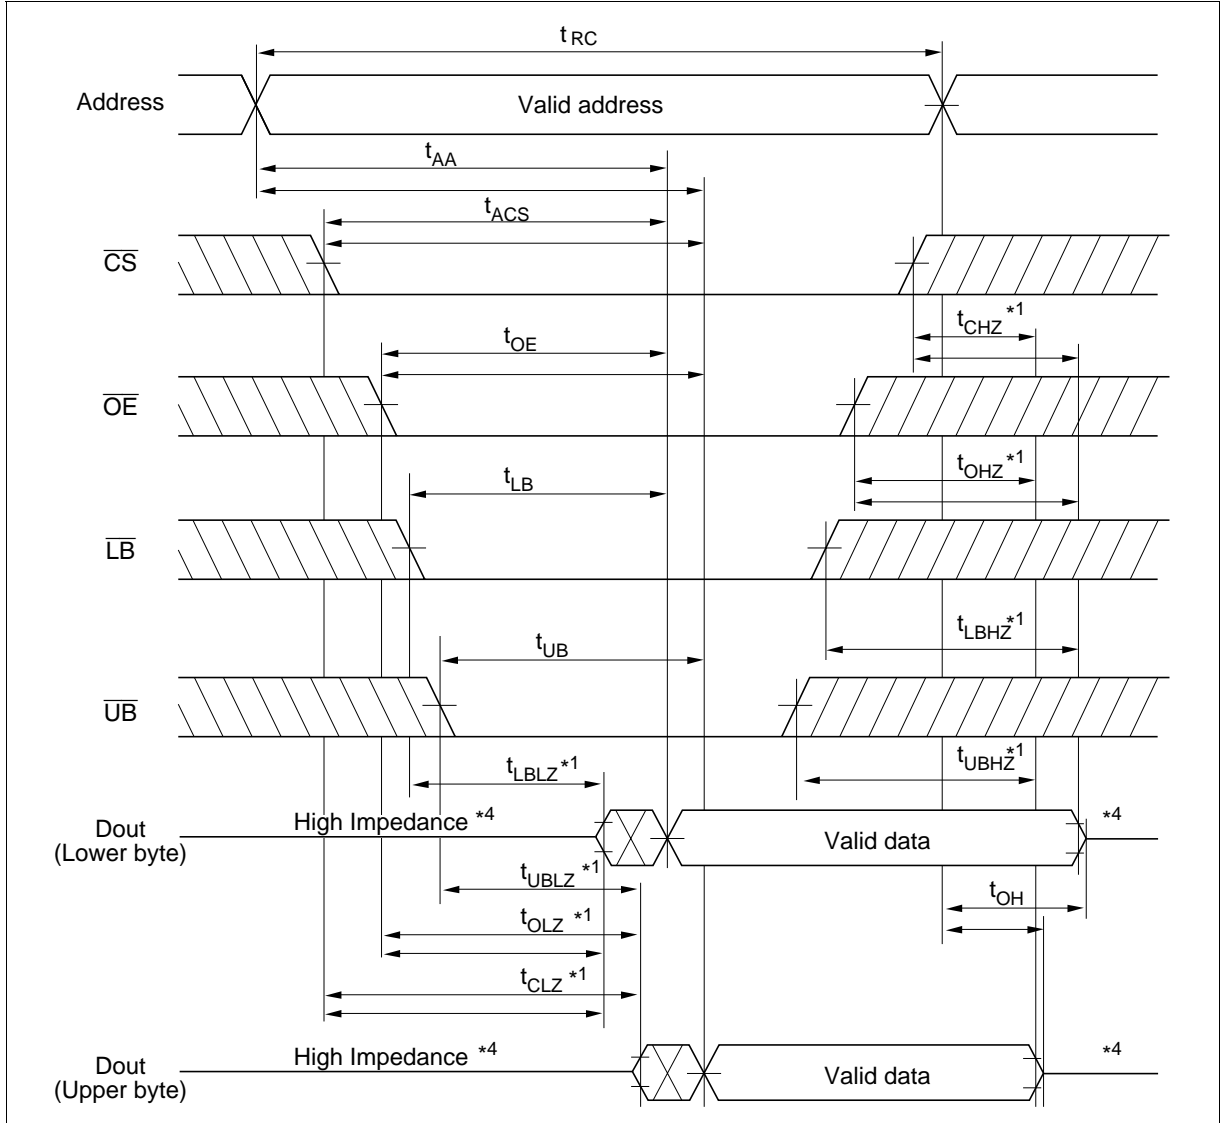 tRC
Address
Valid address
tAA
tACS
CS
tCHZ *1
tOE
OE
tOHZ *1
tLB
LB
tLBHZ *1
tUB
UB
tUBHZ *1
tLBLZ *1
High Impedance *4
*4
Dout
(Lower byte)
Valid data
tUBLZ *1
tOH
tOLZ *1
tCLZ *1
High Impedance *4
*4
Dout
(Upper byte)
Valid data